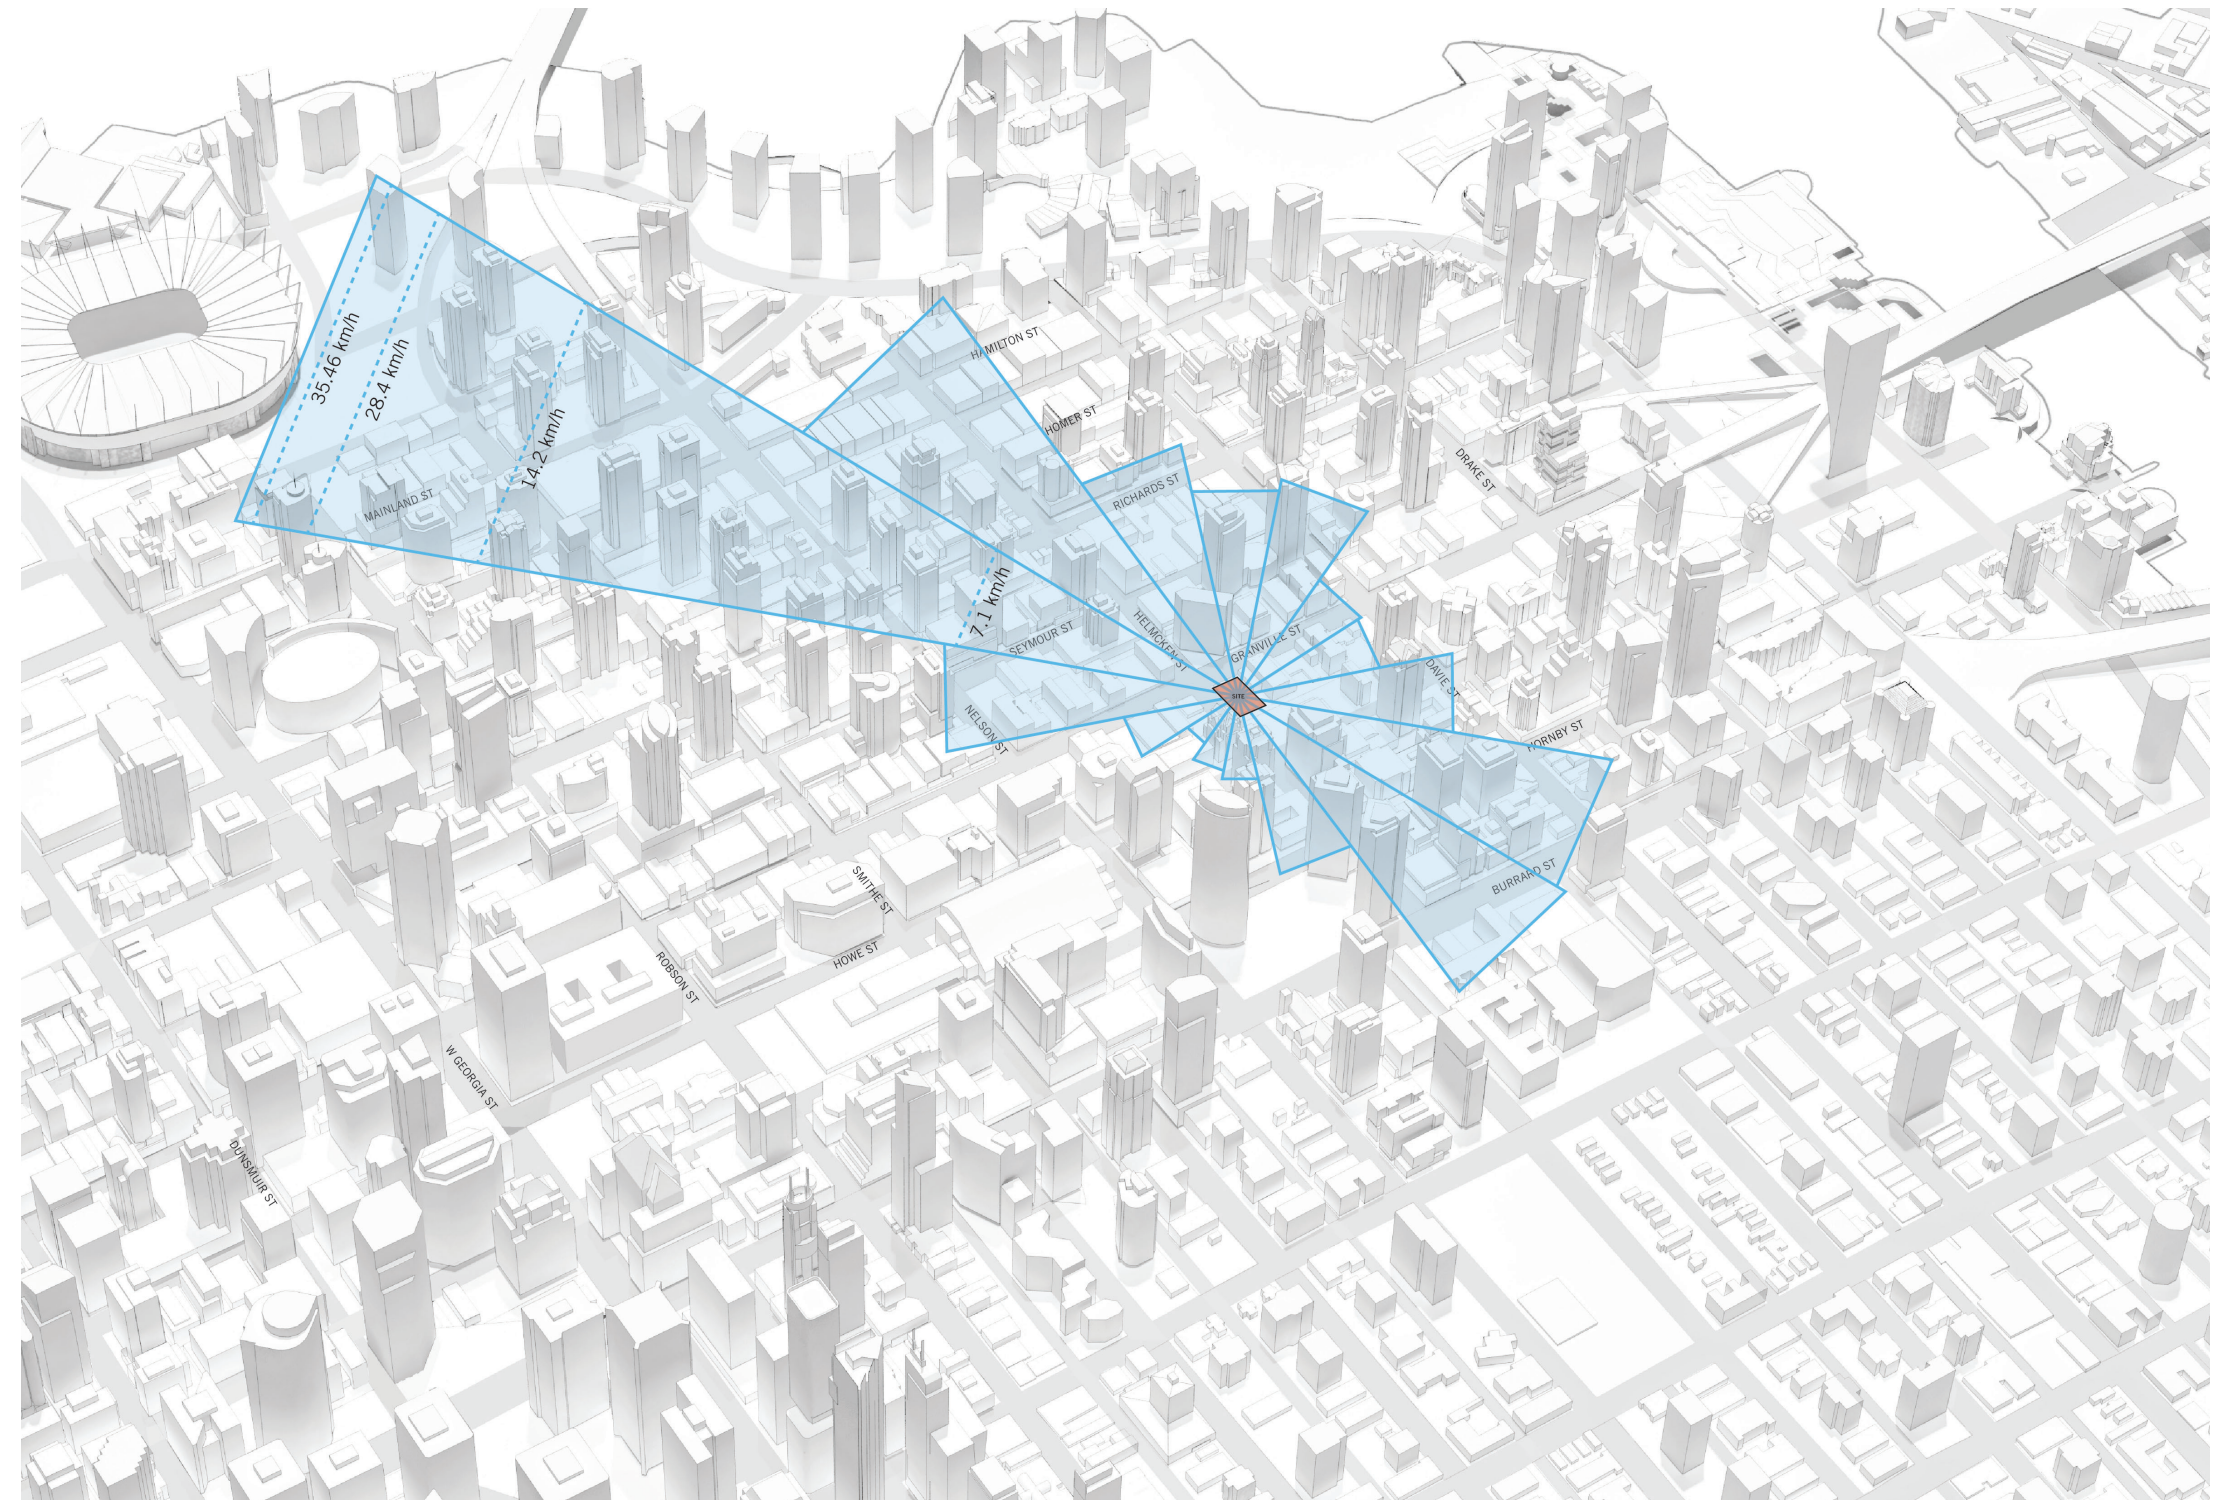 35.46 km/h
28.4 km/h
14.2 km/h
7.1 km/h
HAMILTON ST
HOMER ST
RICHARDS ST
DRAKE ST
MAINLAND ST
SEYMOUR ST
HELMCKEN ST
GRANVILLE ST
DAVIE ST
SITE
NELSON ST
HORNBY ST
BURRARD ST
SMITHE ST
HOWE ST
ROBSON ST
W GEORGIA ST
DUNSMUIR ST